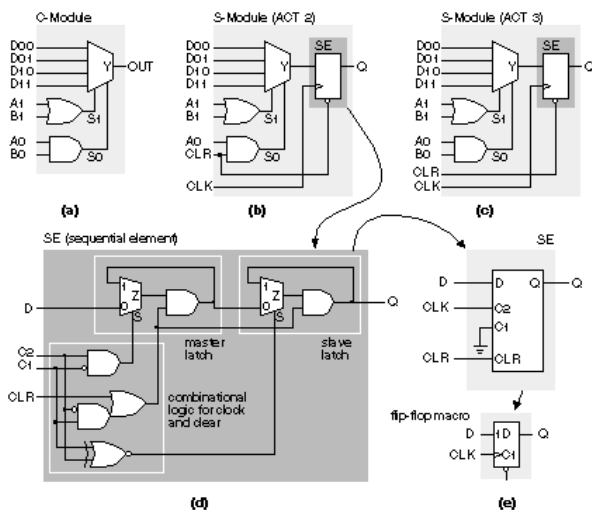 C-Module
D00
D01
D10
D11
A1
B1
A0
B0
Y
OUT
S1
S0
(a)
S-Module (ACT 2)
D00
D01
D10
D11
A1
B1
A0
CLR
CLK
Y
S1
S0
SE
Q
(b)
S-Module (ACT 3)
D00
D01
D10
D11
A1
B1
A0
B0
CLR
CLK
Y
S1
S0
SE
Q
(c)
SE (sequential element)
D
C2
C1
CLR
1
0
Z
S
master
latch
1
0
Z
S
slave
latch
Q
combinational
logic for clock
and clear
(d)
SE
D
CLK
CLR
D
C2
C1
CLR
Q
Q
flip-flop macro
D
CLK
1D
C1
Q
(e)